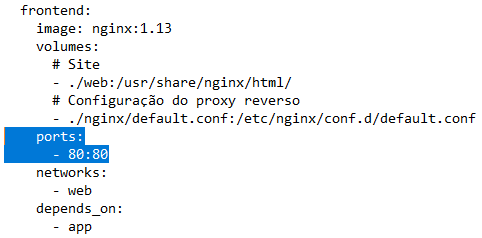 frontend:
image: nginx:1.13
volumes:
# Site
- ./web:/usr/share/nginx/html/
# Configuração do proxy reverso
- ./nginx/default.conf:/etc/nginx/conf.d/default.conf
ports:
- 80:80
networks:
- web
depends_on:
- app